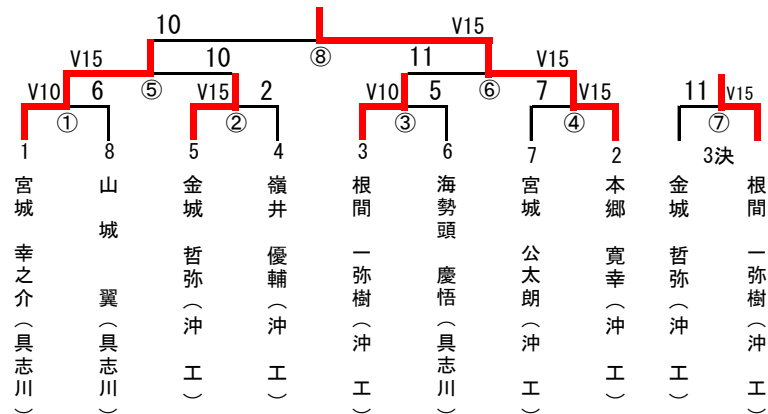 10 V15
⑧
V15 10 11 V15
⑤ ⑥
V10 6 V15 2 V10 5 7 V15 11 V15
① ② ③ ④ ⑦
1 8 5 4 3 6 7 2 3決
宮城 幸之介(具志川)
山城 翼(具志川)
金城 哲弥(沖工)
嶺井 優輔(沖工)
根間 一弥樹(沖工)
海勢頭 慶悟(具志川)
宮城 公太朗(沖工)
本郷 寛幸(沖工)
金城 哲弥(沖工)
根間 一弥樹(沖工)